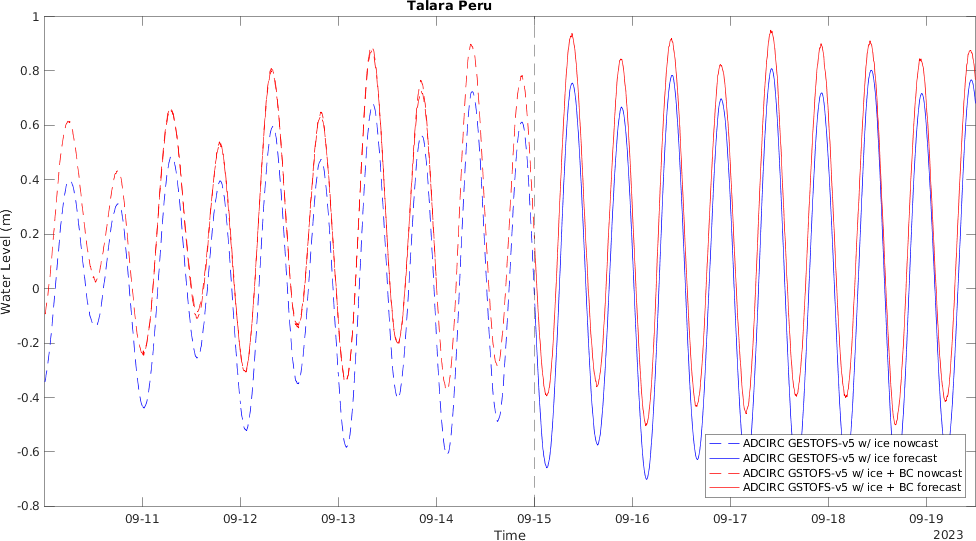 Talara Peru
1
0.8
0.6
0.4
0.2
0
-0.2
-0.4
-0.6
-0.8
Water Level (m)
09-11
09-12
09-13
09-14
09-15
09-16
09-17
09-18
09-19
Time
2023
ADCIRC GESTOFS-v5 w/ ice nowcast
ADCIRC GESTOFS-v5 w/ ice forecast
ADCIRC GSTOFS-v5 w/ ice + BC nowcast
ADCIRC GSTOFS-v5 w/ ice + BC forecast